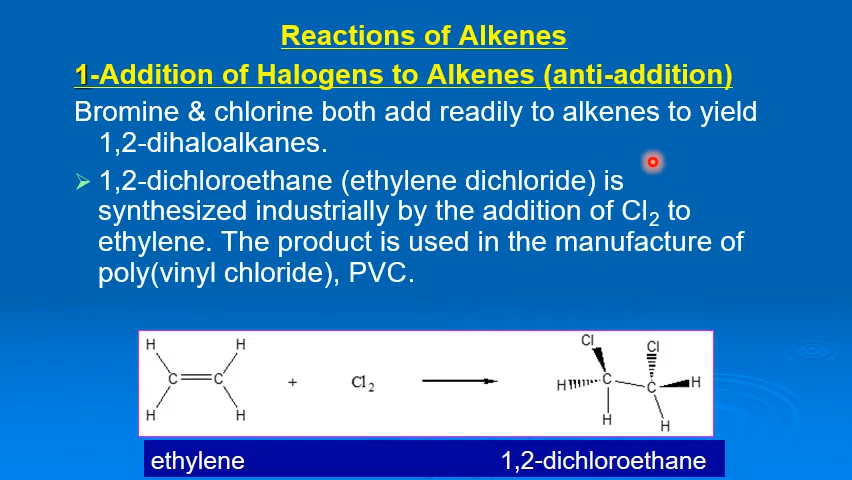 Reactions of Alkenes
1-Addition of Halogens to Alkenes (anti-addition)
Bromine & chlorine both add readily to alkenes to yield
1,2-dihaloalkanes.
➢ 1,2-dichloroethane (ethylene dichloride) is
synthesized industrially by the addition of Cl₂ to
ethylene. The product is used in the manufacture of
poly(vinyl chloride), PVC.
H H Cl Cl
C C + Cl₂ H C C H
H H H H
ethylene 1,2-dichloroethane